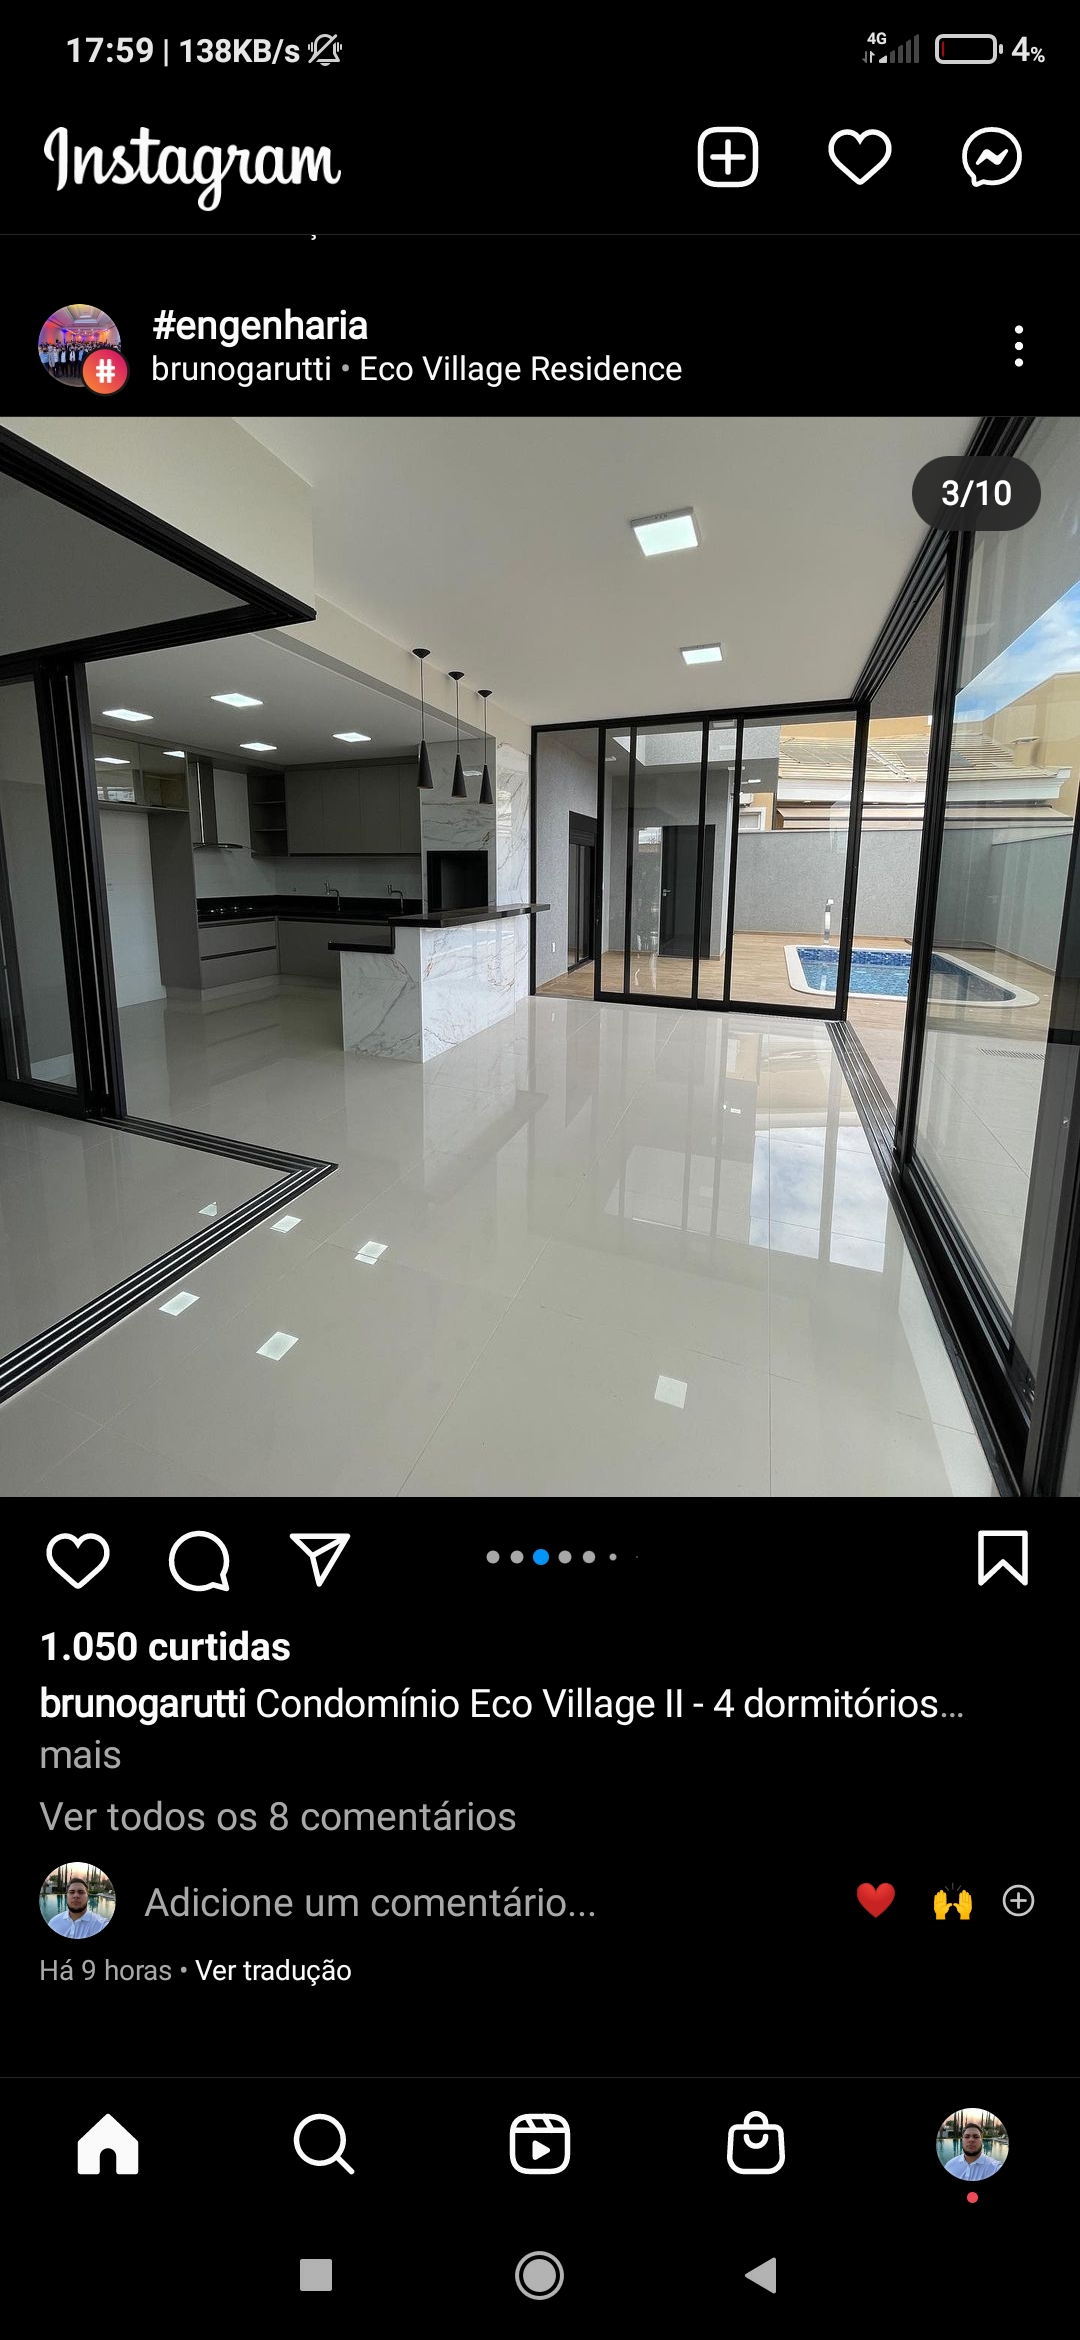 17:59 | 138KB/s
4G
4%
Instagram
#engenharia
brunogarutti • Eco Village Residence
3/10
1.050 curtidas
brunogarutti Condomínio Eco Village II - 4 dormitórios...
mais
Ver todos os 8 comentários
Adicione um comentário...
Há 9 horas • Ver tradução